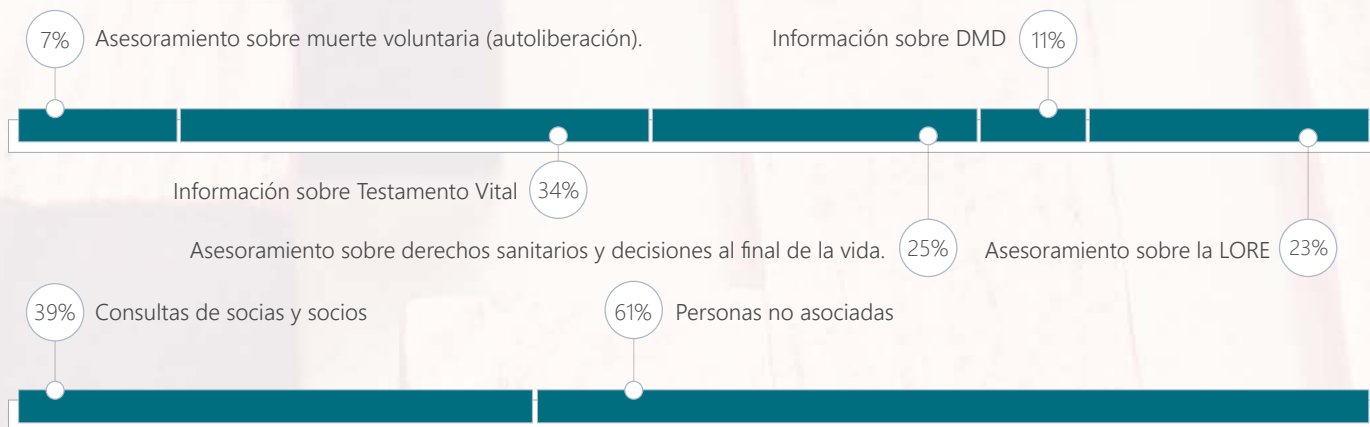 7% Asesoramiento sobre muerte voluntaria (autoliberación).
Información sobre DMD 11%
Información sobre Testamento Vital 34%
Asesoramiento sobre derechos sanitarios y decisiones al final de la vida. 25%
Asesoramiento sobre la LORE 23%
39% Consultas de socias y socios
61% Personas no asociadas